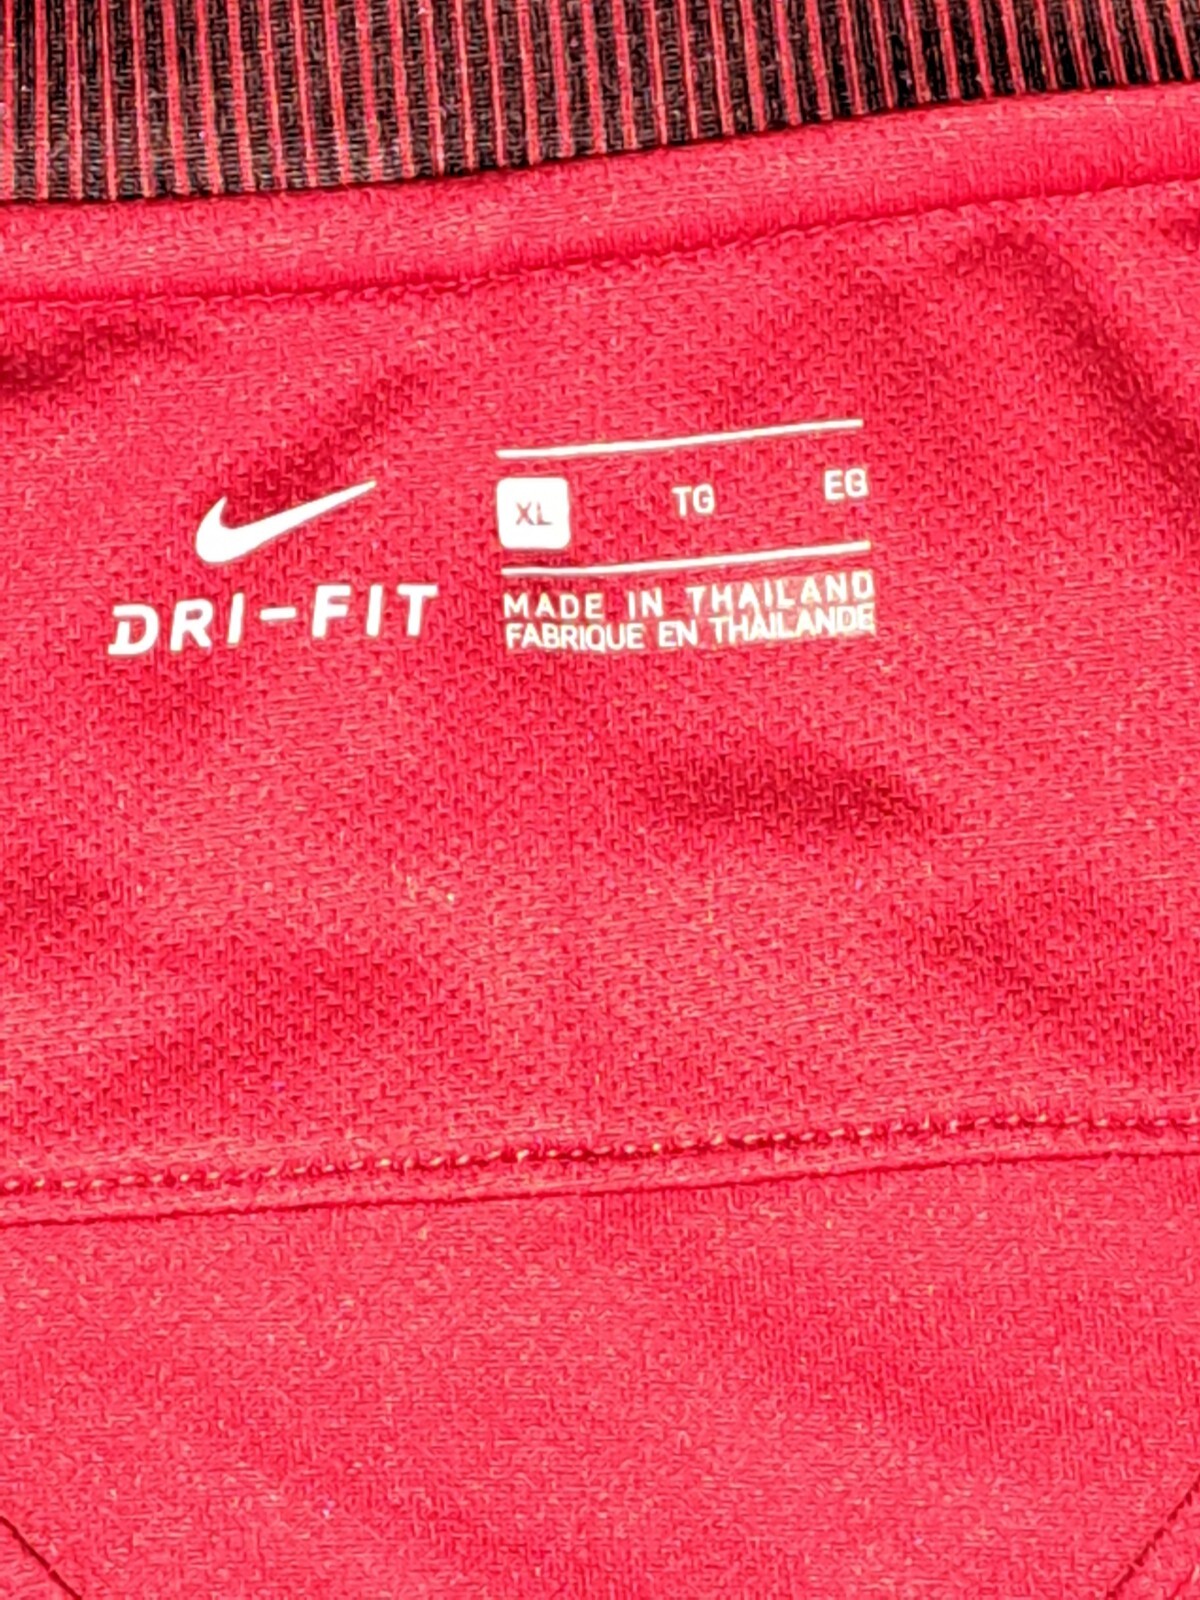 DRI-FIT
XL TG EG
MADE IN THAILAND
FABRIQUE EN THAILANDE